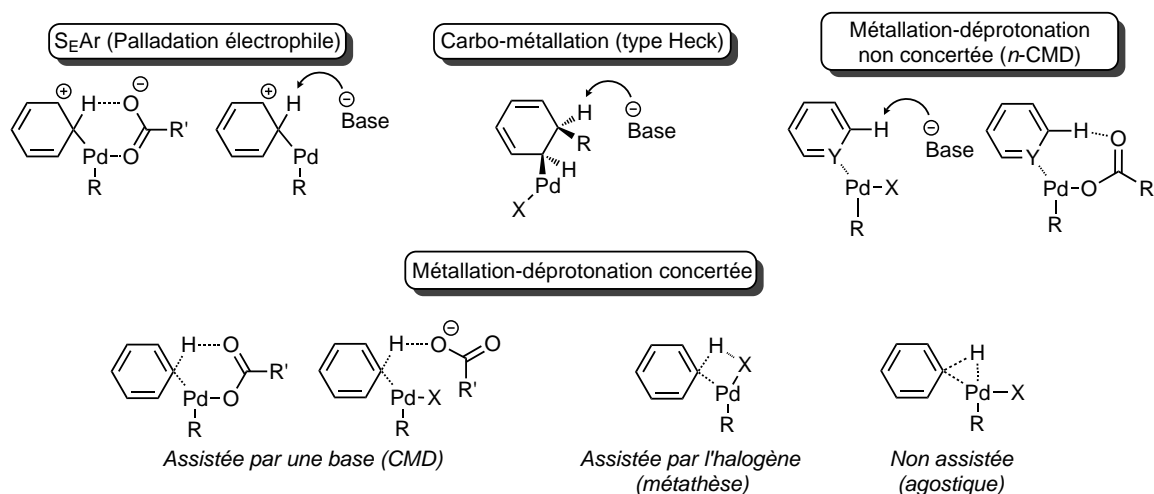 SEAr (Palladation électrophile)
Carbo-métallation (type Heck)
Métallation-déprotonation
non concertée (n-CMD)
⊕ H O ⊖ R' Pd O R
⊕ H ⊖ Base Pd R
H ⊖ Base R H Pd X
H ⊖ Base Y Pd X R
H O Y Pd O R R
Métallation-déprotonation concertée
H O R' Pd O R
H O ⊖ O R' Pd X R
H X Pd R
H Pd X R
Assistée par une base (CMD)
Assistée par l'halogène
(métathèse)
Non assistée
(agostique)